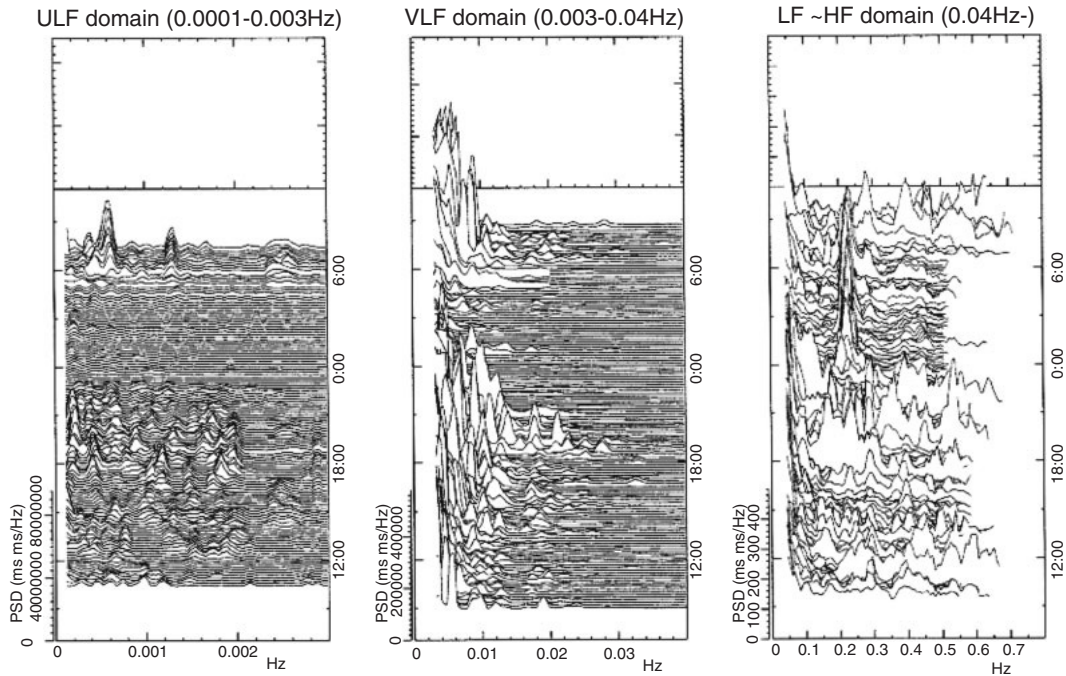 ULF domain (0.0001-0.003Hz)
VLF domain (0.003-0.04Hz)
LF ~HF domain (0.04Hz-)
PSD (ms ms/Hz)
0 4000000 80000000
12:00 18:00 0:00 6:00
0 0.001 0.002
Hz
PSD (ms ms/Hz)
0 200000 400000
12:00 18:00 0:00 6:00
0 0.01 0.02 0.03
Hz
PSD (ms ms/Hz)
0 100 200 300 400
12:00 18:00 0:00 6:00
0 0.1 0.2 0.3 0.4 0.5 0.6 0.7
Hz